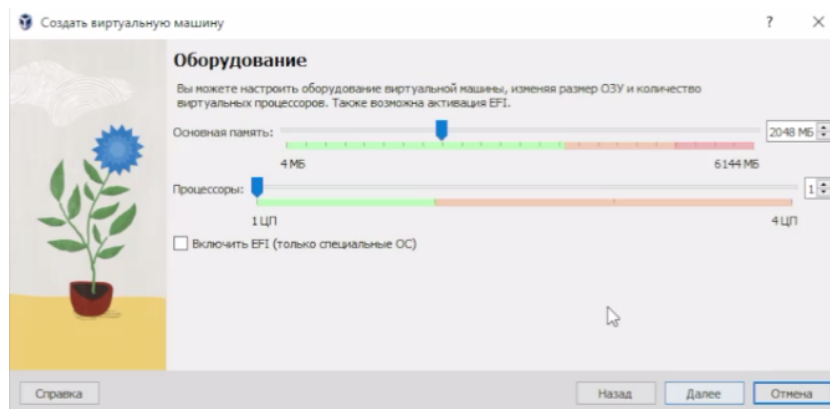 Создать виртуальную машину
?
Оборудование
Вы можете настроить оборудование виртуальной машины, изменяя размер ОЗУ и количество
виртуальных процессоров. Также возможна активация EFI.
Основная память: 2048 МБ
4 МБ 6144 МБ
Процессоры: 1
1 ЦП 4 ЦП
Включить EFI (только специальные ОС)
Справка Назад Далее Отмена